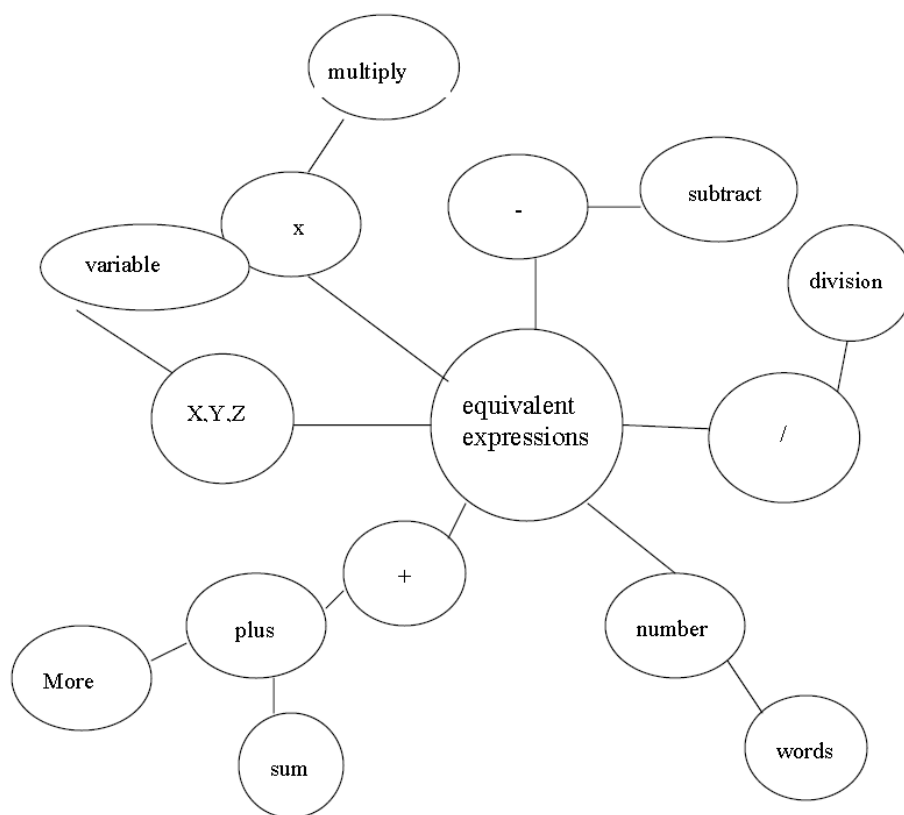 multiply
-
subtract
x
variable
division
X,Y,Z
equivalent
expressions
/
+
plus
number
More
sum
words